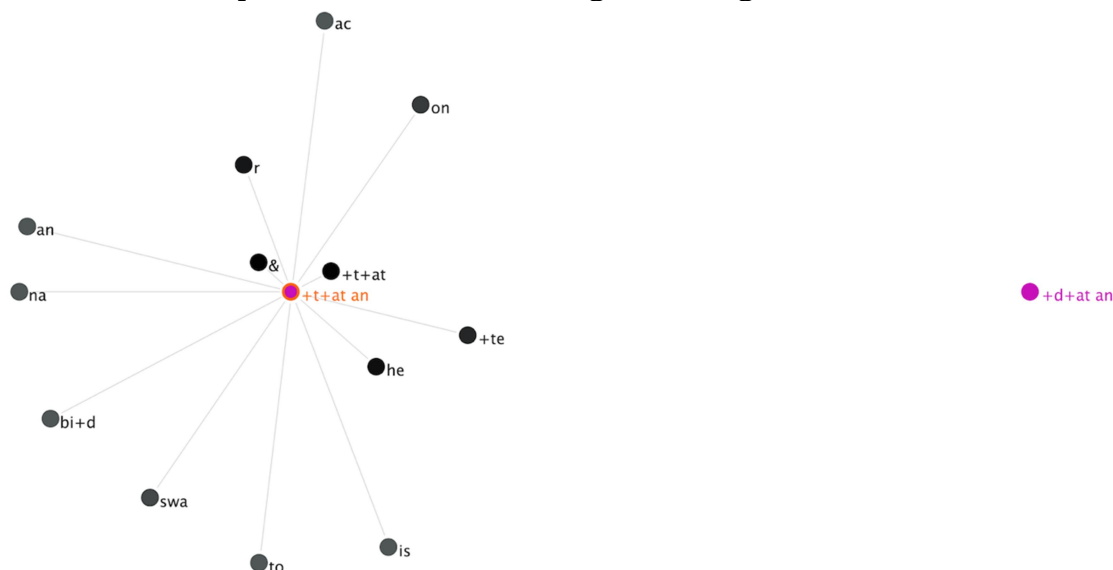 ac
on
r
an
&
+t+at
na
+t+at an
+d+at an
+te
he
bi+d
swa
is
to